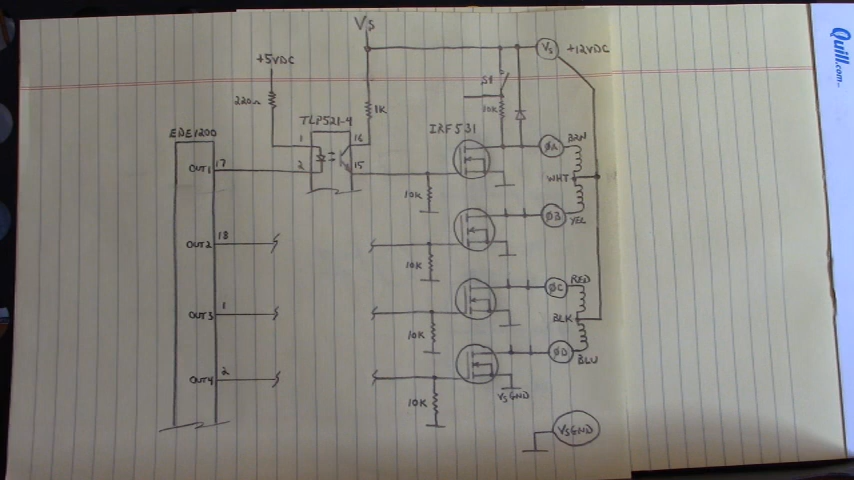 Vs
+5VDC
220Ω
TLP521-4
1
16
2
15
1K
EDE1200
OUT1 17
OUT2 18
OUT3 1
OUT4 2
10K
10K
10K
10K
S1
10K
IRF531
Vs +12VDC
ØA BRN
WHT
ØB YEL
ØC RED
BLK
ØD BLU
VsGND
VsGND
Quill.com